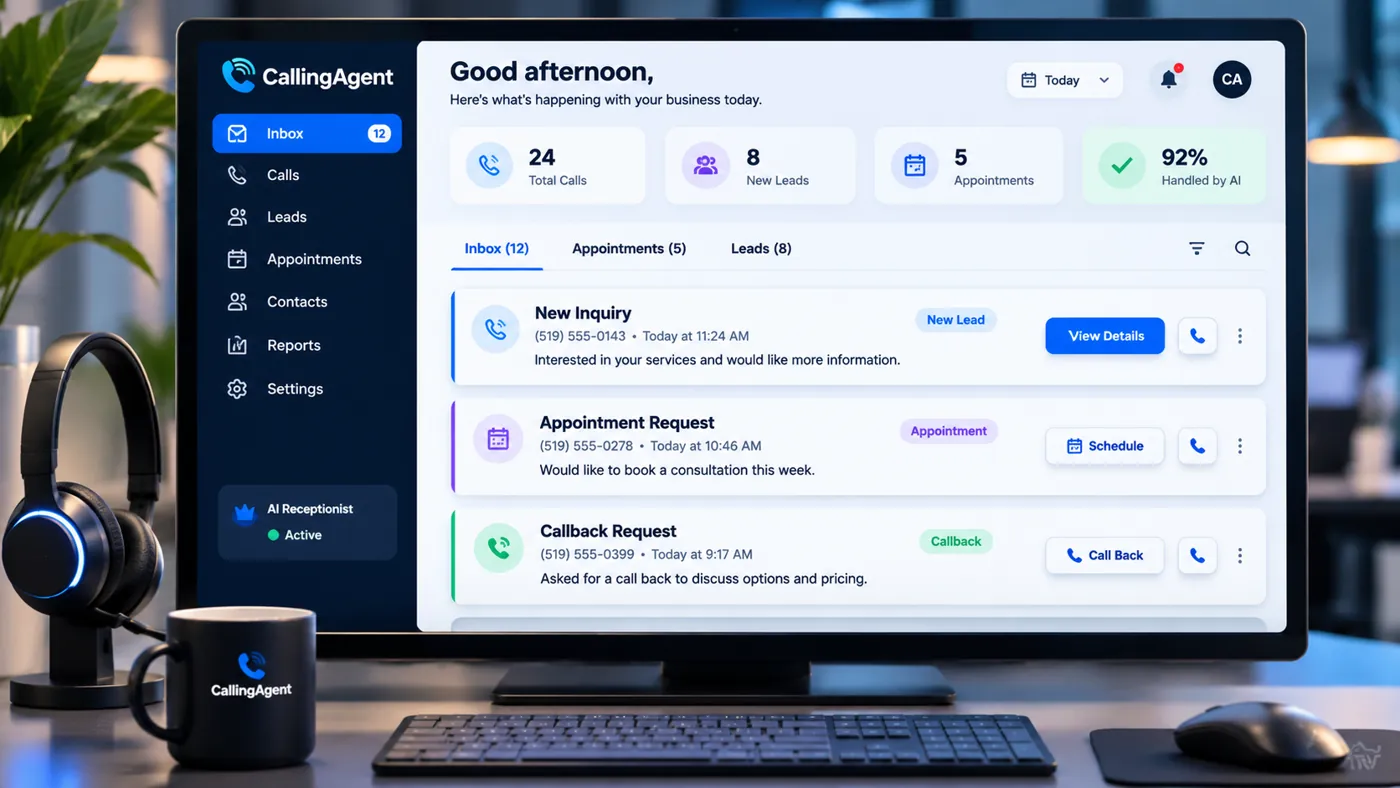 CallingAgent
Inbox 12
Calls
Leads
Appointments
Contacts
Reports
Settings
AI Receptionist
Active
Good afternoon,
Here's what's happening with your business today.
Today
CA
24
Total Calls
8
New Leads
5
Appointments
92%
Handled by AI
Inbox (12) Appointments (5) Leads (8)
New Inquiry
(519) 555-0143 • Today at 11:24 AM
Interested in your services and would like more information.
New Lead
View Details
Appointment Request
(519) 555-0278 • Today at 10:46 AM
Would like to book a consultation this week.
Appointment
Schedule
Callback Request
(519) 555-0399 • Today at 9:17 AM
Asked for a call back to discuss options and pricing.
Callback
Call Back
CallingAgent